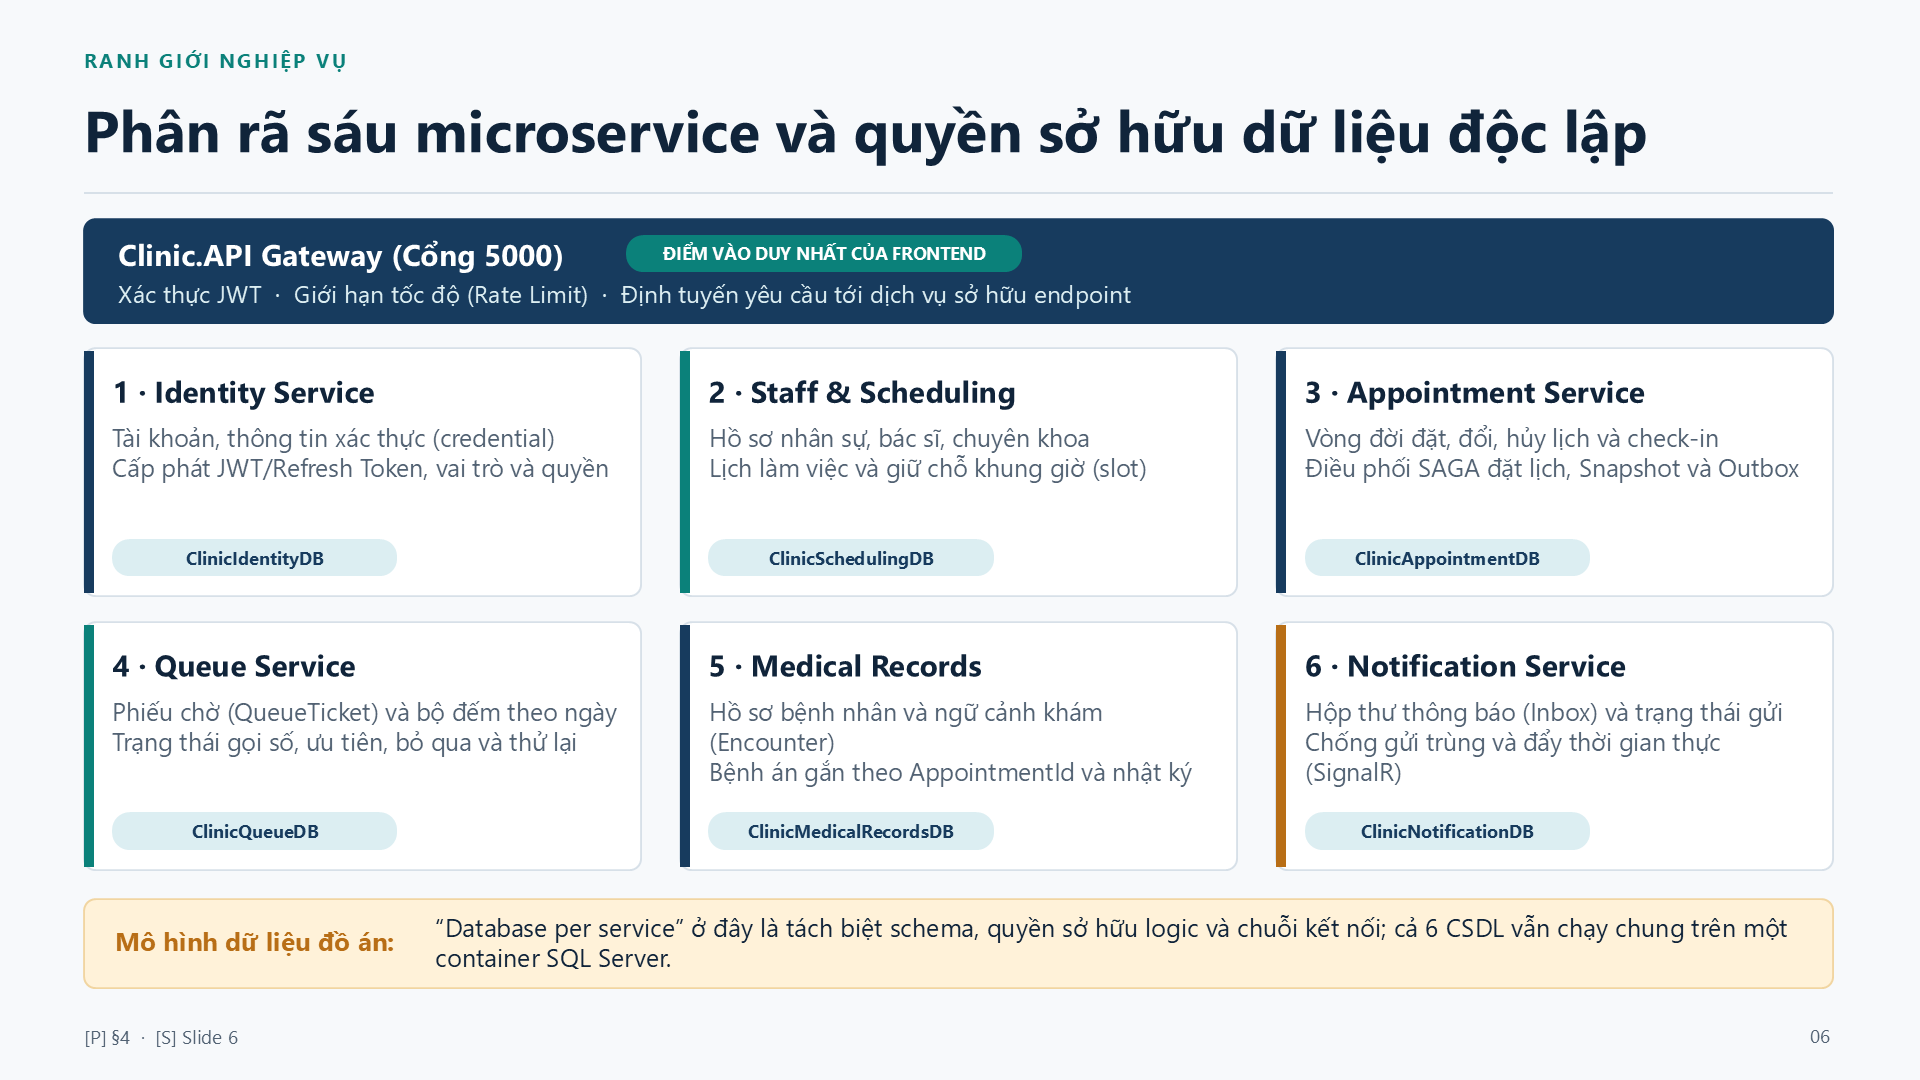 RANH GIỚI NGHIỆP VỤ
Phân rã sáu microservice và quyền sở hữu dữ liệu độc lập
Clinic.API Gateway (Cổng 5000)
ĐIỂM VÀO DUY NHẤT CỦA FRONTEND
Xác thực JWT · Giới hạn tốc độ (Rate Limit) · Định tuyến yêu cầu tới dịch vụ sở hữu endpoint
1 · Identity Service
Tài khoản, thông tin xác thực (credential)
Cấp phát JWT/Refresh Token, vai trò và quyền
ClinicIdentityDB
2 · Staff & Scheduling
Hồ sơ nhân sự, bác sĩ, chuyên khoa
Lịch làm việc và giữ chỗ khung giờ (slot)
ClinicSchedulingDB
3 · Appointment Service
Vòng đời đặt, đổi, hủy lịch và check-in
Điều phối SAGA đặt lịch, Snapshot và Outbox
ClinicAppointmentDB
4 · Queue Service
Phiếu chờ (QueueTicket) và bộ đếm theo ngày
Trạng thái gọi số, ưu tiên, bỏ qua và thử lại
ClinicQueueDB
5 · Medical Records
Hồ sơ bệnh nhân và ngữ cảnh khám
(Encounter)
Bệnh án gắn theo AppointmentId và nhật ký
ClinicMedicalRecordsDB
6 · Notification Service
Hộp thư thông báo (Inbox) và trạng thái gửi
Chống gửi trùng và đẩy thời gian thực
(SignalR)
ClinicNotificationDB
Mô hình dữ liệu đồ án:
“Database per service” ở đây là tách biệt schema, quyền sở hữu logic và chuỗi kết nối; cả 6 CSDL vẫn chạy chung trên một
container SQL Server.
[P] §4 · [S] Slide 6
06